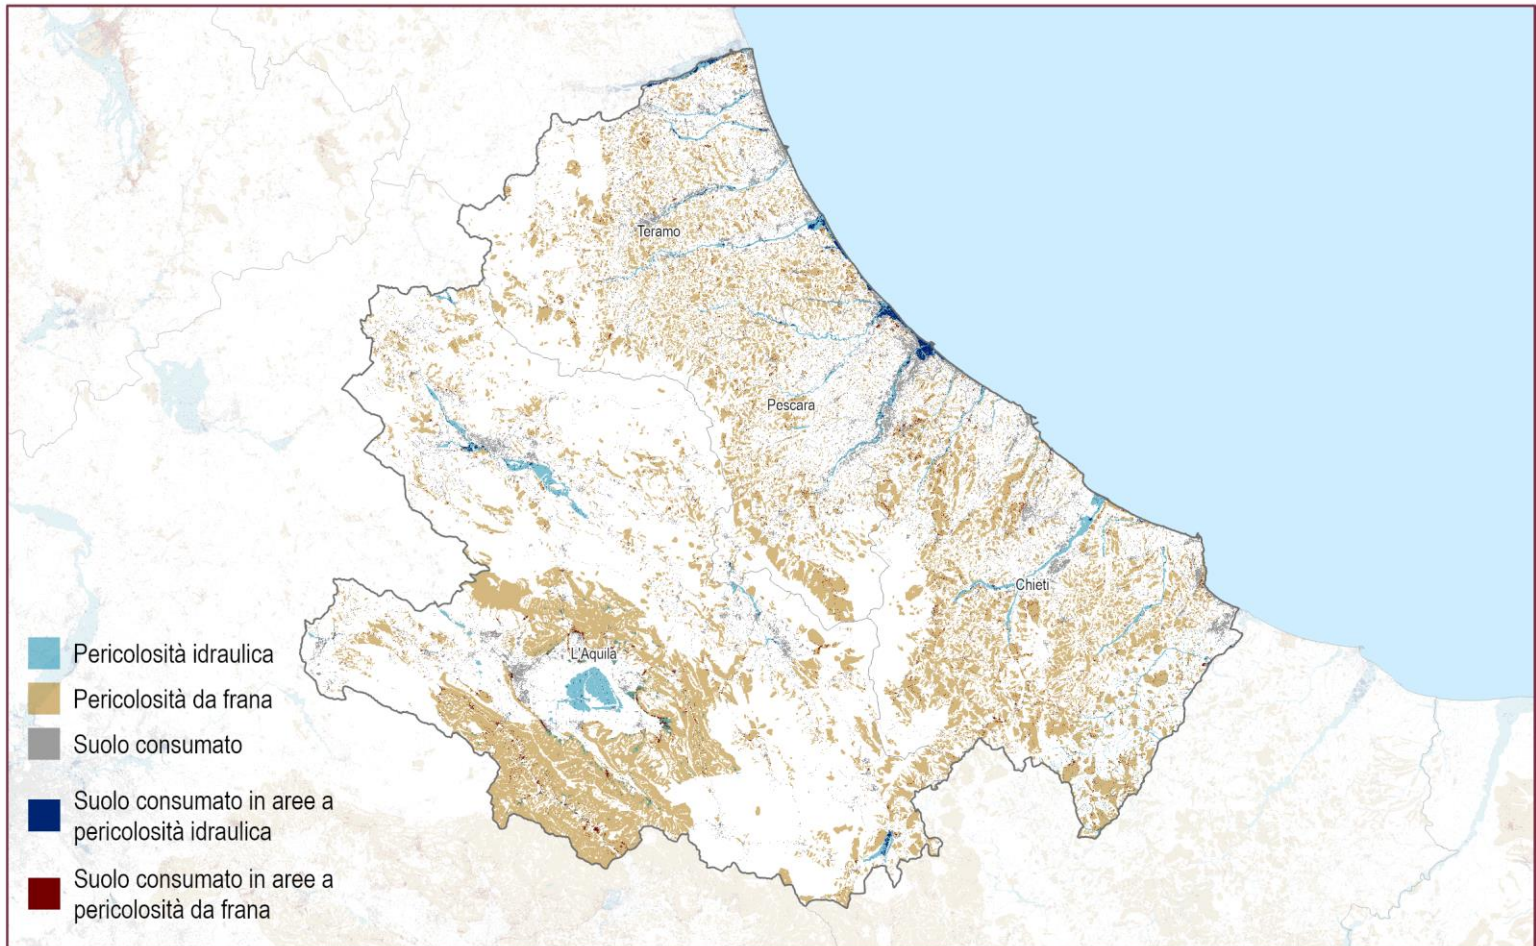 Teramo
Pescara
Chieti
L'Aquila
Pericolosità idraulica
Pericolosità da frana
Suolo consumato
Suolo consumato in aree a
pericolosità idraulica
Suolo consumato in aree a
pericolosità da frana